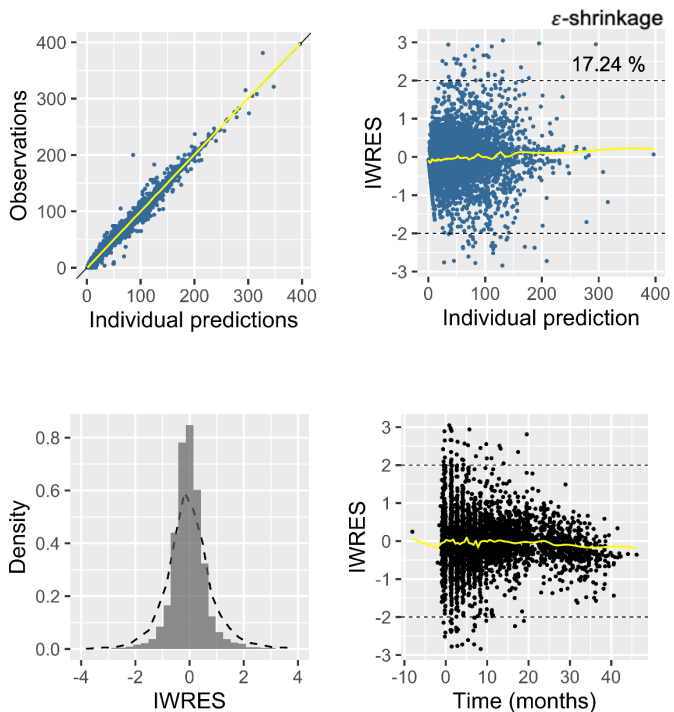 ε-shrinkage
400
300
200
100
0
Observations
0 100 200 300 400
Individual predictions
17.24 %
3
2
1
0
-1
-2
-3
IWRES
0 100 200 300 400
Individual prediction
0.8
0.6
0.4
0.2
0.0
Density
-4 -2 0 2 4
IWRES
3
2
1
0
-1
-2
-3
IWRES
-10 0 10 20 30 40
Time (months)